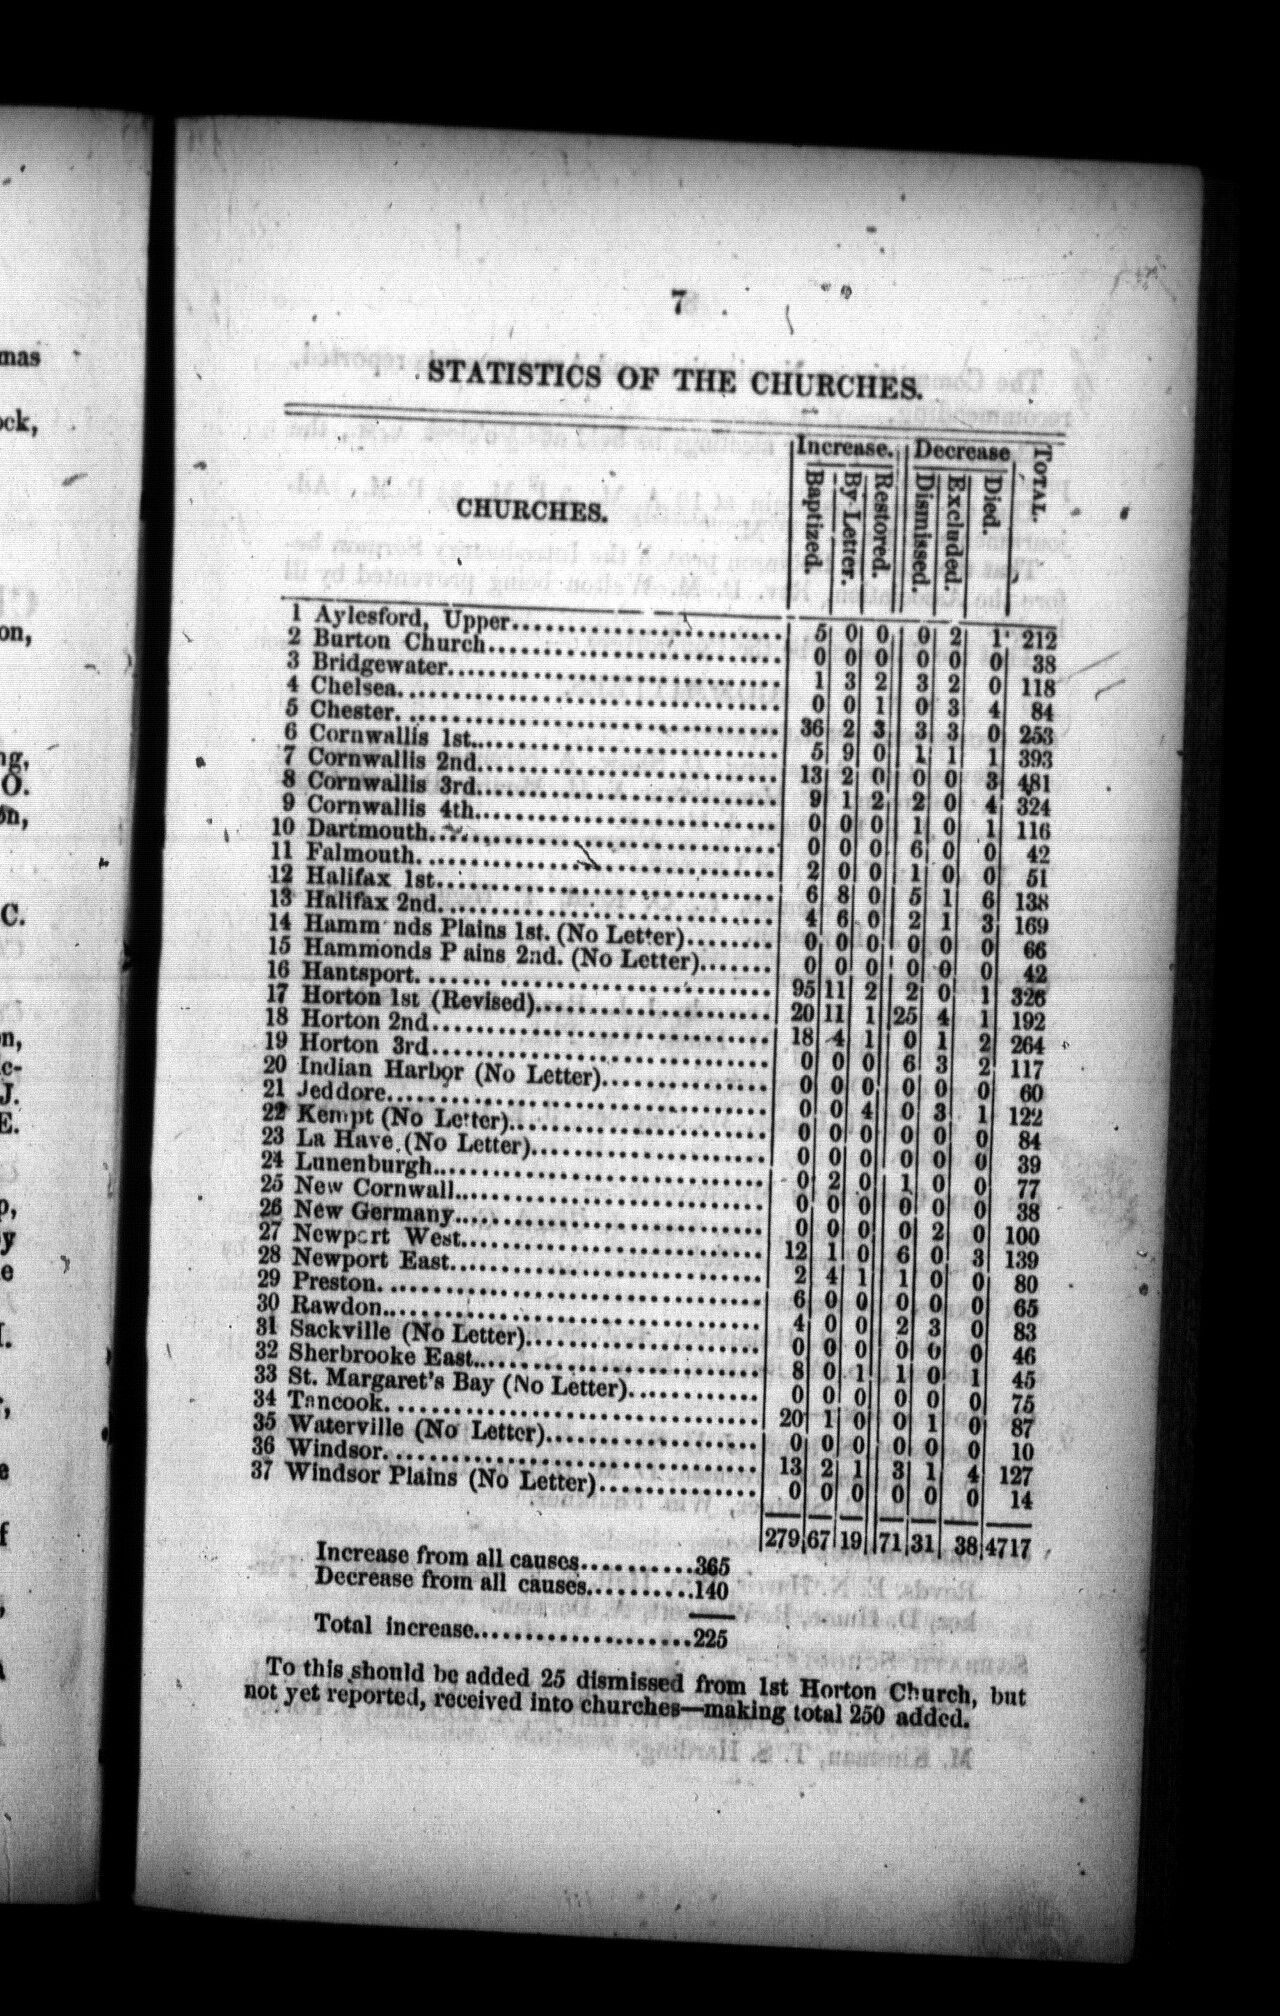 mas
ock,
on,
ng,
O.
on,
C.
on,
ic-
J.
E.
p,
y
e
I.
e
f
7
STATISTICS OF THE CHURCHES.
CHURCHES.
Increase. Decrease TOTAL.
Baptized. By Letter. Restored. Dismissed. Excluded. Died.
1 Aylesford, Upper 5 0 0 0 2 1 212
2 Burton Church 0 0 0 0 0 0 38
3 Bridgewater 1 3 2 3 2 0 118
4 Chelsea 0 0 1 0 3 4 84
5 Chester 36 2 3 3 3 0 253
6 Cornwallis 1st 5 9 0 1 1 1 393
7 Cornwallis 2nd 13 2 0 0 0 3 481
8 Cornwallis 3rd 9 1 2 2 0 4 324
9 Cornwallis 4th 0 0 0 1 0 1 116
10 Dartmouth 0 0 0 6 0 0 42
11 Falmouth 2 0 0 1 0 0 51
12 Halifax 1st 6 8 0 5 1 6 138
13 Halifax 2nd 4 6 0 2 1 3 169
14 Hamm nds Plains 1st. (No Letter) 0 0 0 0 0 0 66
15 Hammonds P ains 2nd. (No Letter) 0 0 0 0 0 0 42
16 Hantsport 95 11 2 2 0 1 326
17 Horton 1st (Revised) 20 11 1 25 4 1 192
18 Horton 2nd 18 4 1 0 1 2 264
19 Horton 3rd 0 0 0 6 3 2 117
20 Indian Harbor (No Letter) 0 0 0 0 0 0 60
21 Jeddore 0 0 4 0 3 1 122
22 Kempt (No Letter) 0 0 0 0 0 0 84
23 La Have (No Letter) 0 0 0 0 0 0 39
24 Lunenburgh 0 2 0 1 0 0 77
25 New Cornwall 0 0 0 0 0 0 38
26 New Germany 0 0 0 0 2 0 100
27 Newport West 12 1 0 6 0 3 139
28 Newport East 2 4 1 1 0 0 80
29 Preston 6 0 0 0 0 0 65
30 Rawdon 4 0 0 2 3 0 83
31 Sackville (No Letter) 0 0 0 0 0 0 46
32 Sherbrooke East 8 0 1 1 0 1 45
33 St. Margaret's Bay (No Letter) 0 0 0 0 0 0 75
34 Tancook 20 1 0 0 1 0 87
35 Waterville (No Letter) 0 0 0 0 0 0 10
36 Windsor 13 2 1 3 1 4 127
37 Windsor Plains (No Letter) 0 0 0 0 0 0 14
279 67 19 71 31 38 4717
Increase from all causes..........365
Decrease from all causes..........140
Total increase....................225
To this should be added 25 dismissed from 1st Horton Church, but
not yet reported, received into churches—making total 250 added.